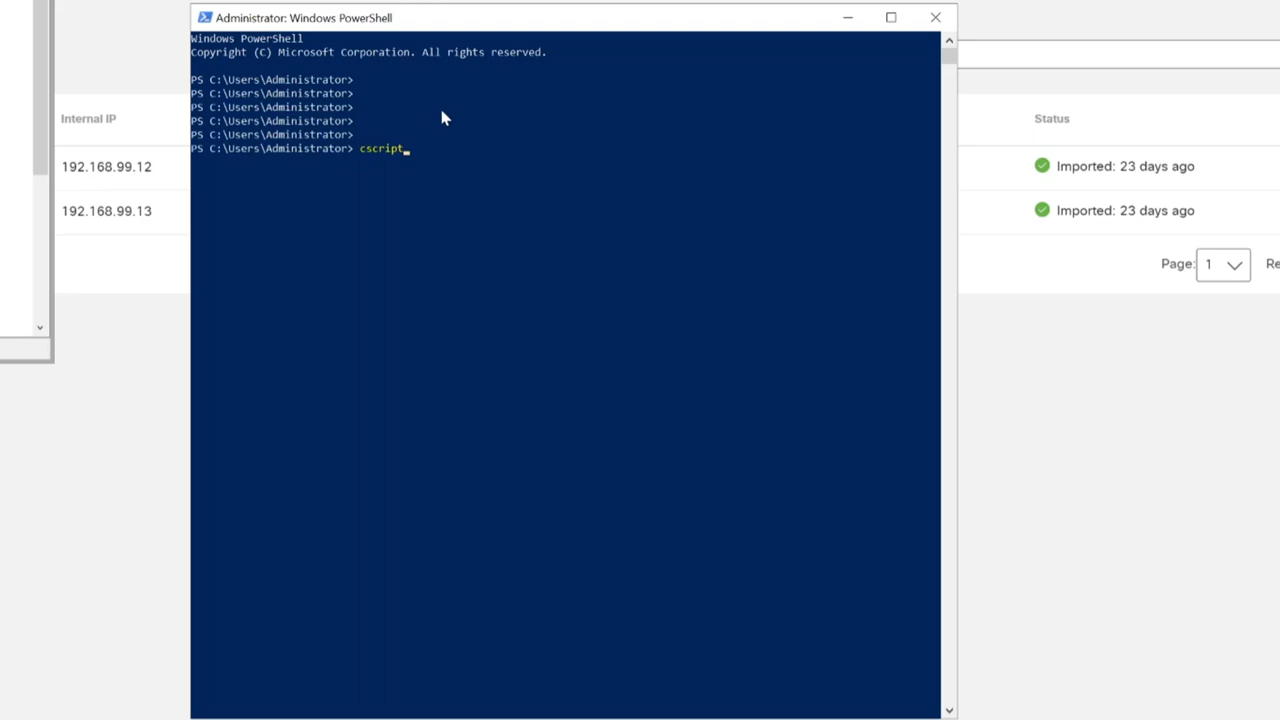 Administrator: Windows PowerShell
Windows PowerShell
Copyright (C) Microsoft Corporation. All rights reserved.
PS C:\Users\Administrator>
PS C:\Users\Administrator>
PS C:\Users\Administrator>
PS C:\Users\Administrator>
PS C:\Users\Administrator>
PS C:\Users\Administrator> cscript
Internal IP
Status
192.168.99.12
Imported: 23 days ago
192.168.99.13
Imported: 23 days ago
Page: 1
Re